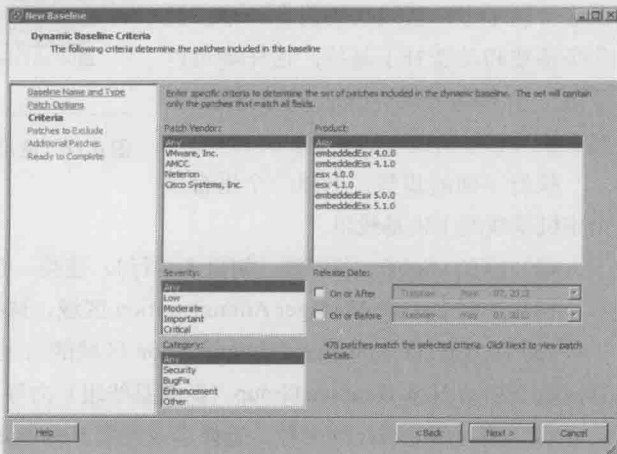 New Baseline
Dynamic Baseline Criteria
The following criteria determine the patches included in this baseline
Baseline Name and Type
Patch Options
Criteria
Patches to Exclude
Additional Patches
Ready to Complete
Enter specific criteria to determine the set of patches included in the dynamic baseline. The set will contain
only the patches that match all fields.
Patch Vendor:
Any
VMware, Inc.
AMCC
Neterion
Cisco Systems, Inc.
Product:
Any
embeddedEsx 4.0.0
embeddedEsx 4.1.0
esx 4.0.0
esx 4.1.0
embeddedEsx 5.0.0
embeddedEsx 5.1.0
Severity:
Any
Low
Moderate
Important
Critical
Release Date:
On or After
On or Before
Category:
Any
Security
BugFix
Enhancement
Other
475 patches match the selected criteria. Click Next to view patch
details.
Help
< Back
Next >
Cancel